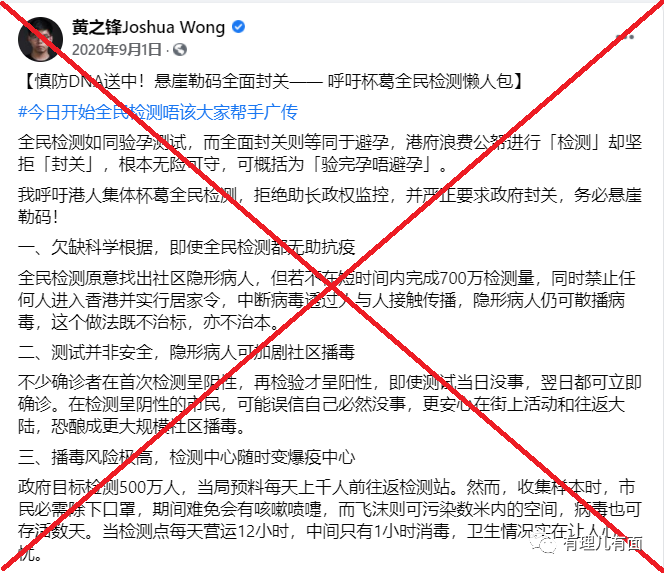 黄之锋Joshua Wong
2020年9月1日 ·
【慎防DNA送中！悬崖勒码全面封关—— 呼吁杯葛全民检测懒人包】
#今日开始全民检测唔该大家帮手广传
全民检测如同验孕测试，而全面封关则等同于避孕，港府浪费公帑进行「检测」却坚
拒「封关」，根本无险可守，可概括为「验完孕唔避孕」。
我呼吁港人集体杯葛全民检测，拒绝助长政权监控，并严正要求政府封关，务必悬崖
勒码！
一、欠缺科学根据，即使全民检测都无助抗疫
全民检测原意找出社区隐形病人，但若不在短时间内完成700万检测量，同时禁止任
何人进入香港并实行居家令，中断病毒透过人与人接触传播，隐形病人仍可散播病
毒，这个做法既不治标，亦不治本。
二、测试并非安全，隐形病人可加剧社区播毒
不少确诊者在首次检测呈阴性，再检验才呈阳性，即使测试当日没事，翌日都可立即
确诊。在检测呈阴性的市民，可能误信自己必然没事，更安心在街上活动和往返大
陆，恐酿成更大规模社区播毒。
三、播毒风险极高，检测中心随时变爆疫中心
政府目标检测500万人，当局预料每天上千人前往返检测站。然而，收集样本时，市
民必需除下口罩，期间难免会有咳嗽喷嚏，而飞沫则可污染数米内的空间，病毒也可
存活数天。当检测点每天营运12小时，中间只有1小时消毒，卫生情况实在让人心
忧。
有理儿有面